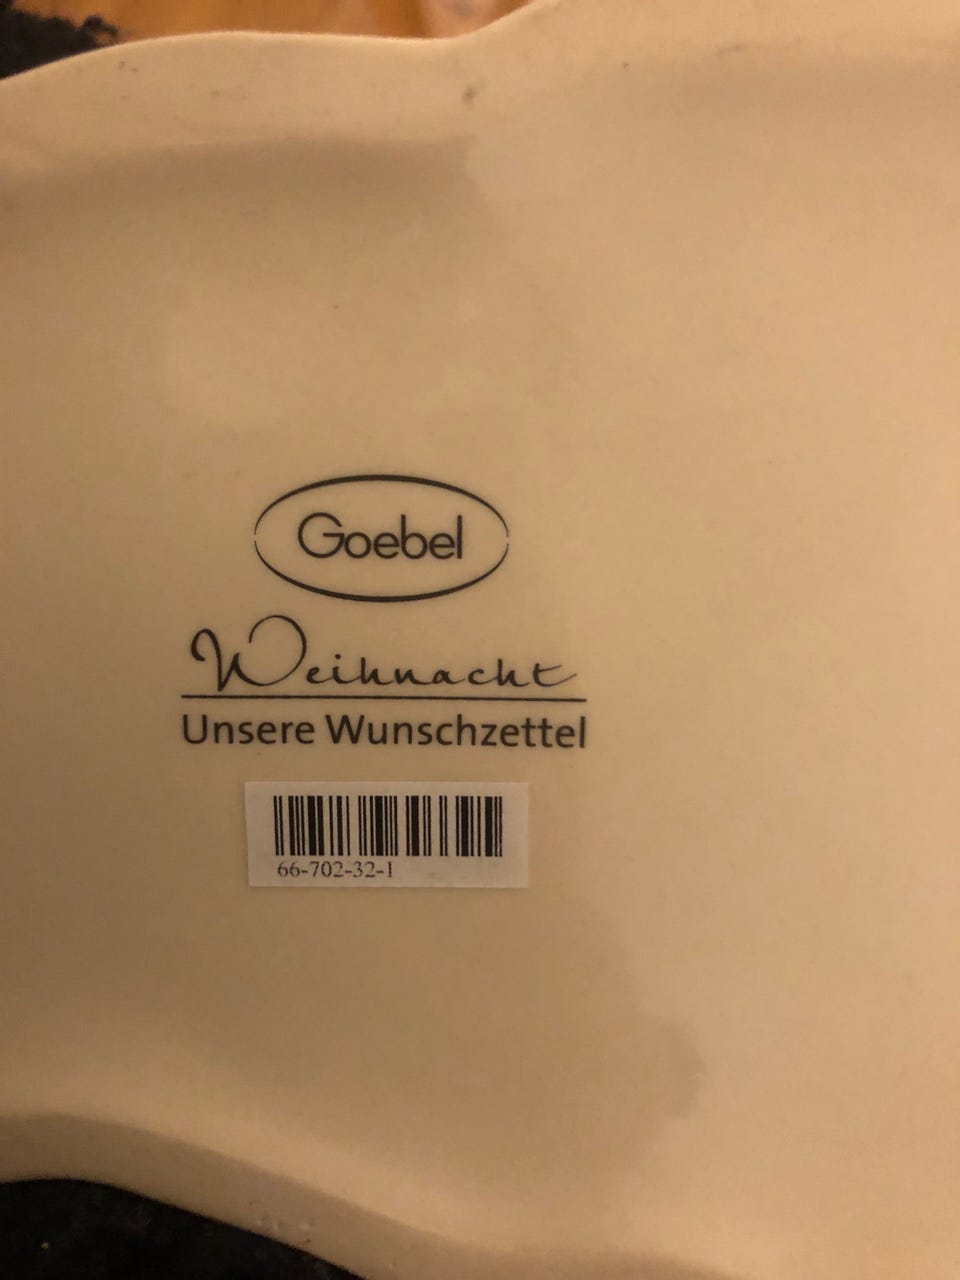 Goebel
Weihnacht
Unsere Wunschzettel
66-702-32-1